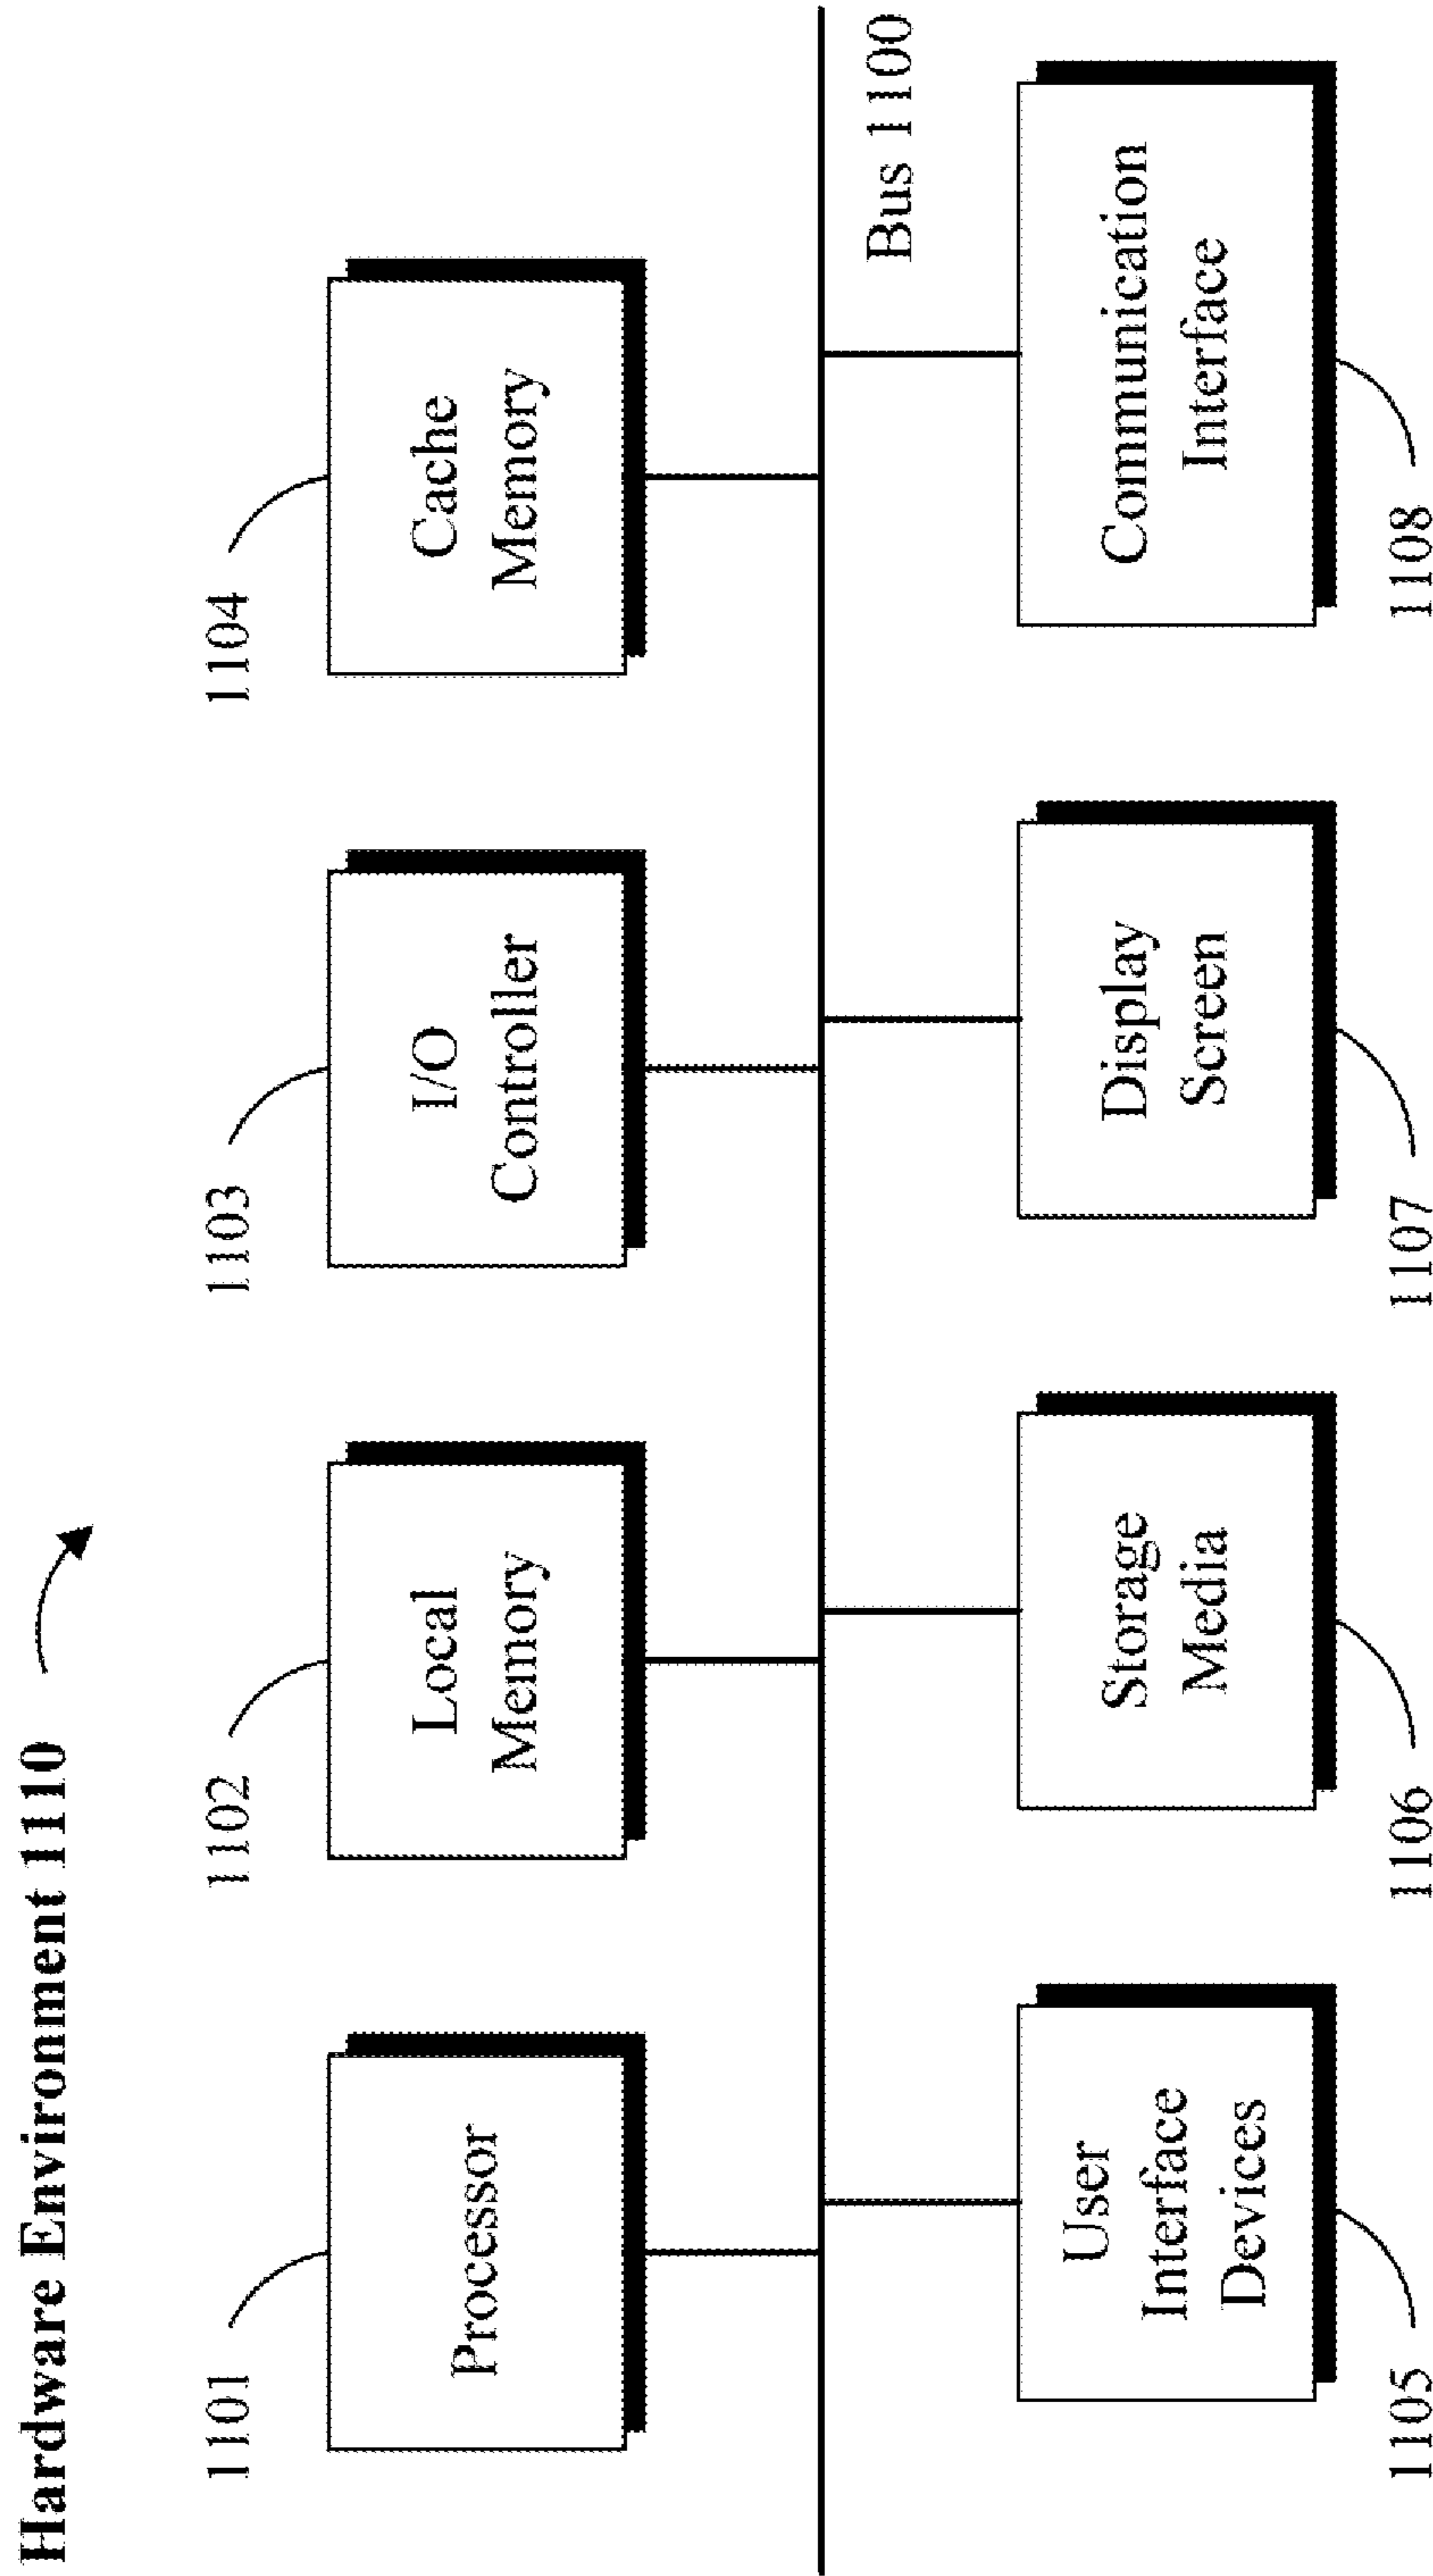 Hardware Environment 1110
1101
1102
1103
1104
Processor
Local
Memory
I/O
Controller
Cache
Memory
Bus 1100
User
Interface
Devices
Storage
Media
Display
Screen
Communication
Interface
1105
1106
1107
1108